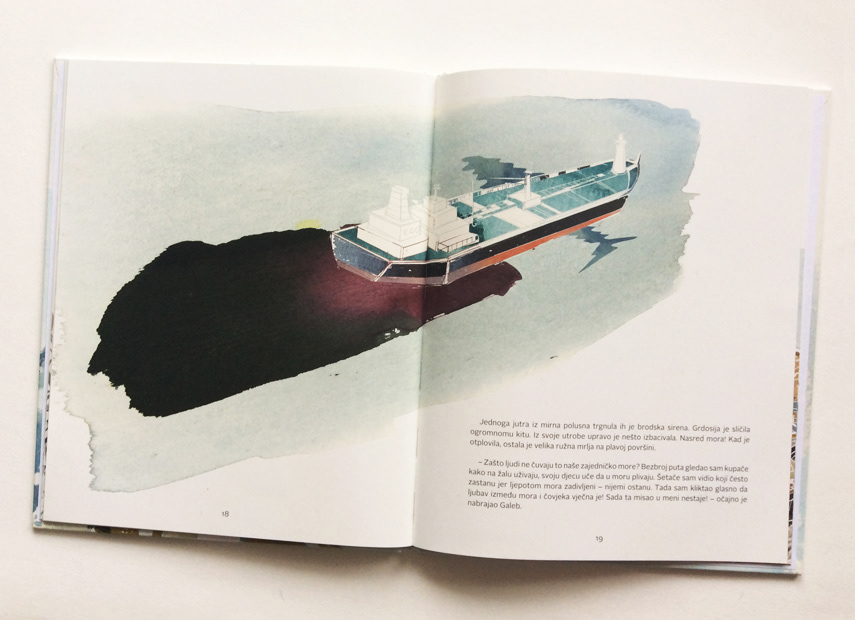 Jednoga jutra iz mirna polusna trgnula ih je brodska sirena. Grdosija je sličila
ogromnomu kitu. Iz svoje utrobe upravo je nešto izbacivala. Nasred mora! Kad je
otplovila, ostala je velika ružna mrlja na plavoj površini.
– Zašto ljudi ne čuvaju to naše zajedničko more? Bezbroj puta gledao sam kupače
kako na žalu uživaju, svoju djecu uče da u moru plivaju. Šetače sam vidio koji često
zastanu jer ljepotom mora zadivljeni – nijemi ostanu. Tada sam kliktao glasno da
ljubav između mora i čovjeka vječna je! Sada ta misao u meni nestaje! – očajno je
nabrajao Galeb.
18
19